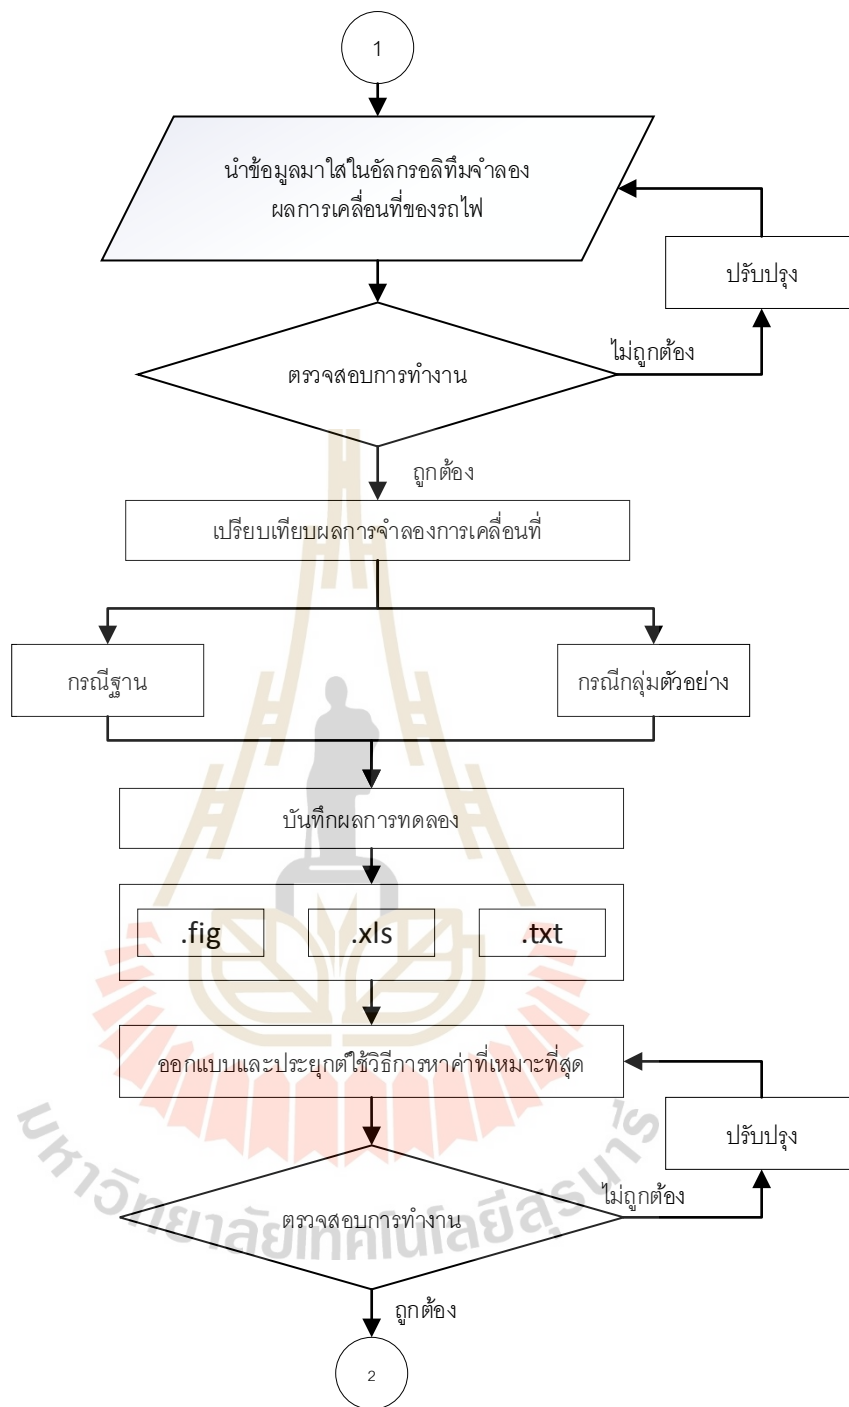 1
นำข้อมูลมาใส่ในอัลกรอลิทึมจำลอง
ผลการเคลื่อนที่ของรถไฟ
ปรับปรุง
ไม่ถูกต้อง
ตรวจสอบการทำงาน
ถูกต้อง
เปรียบเทียบผลการจำลองการเคลื่อนที่
กรณีฐาน
กรณีกลุ่มตัวอย่าง
บันทึกผลการทดลอง
.fig
.xls
.txt
ออกแบบและประยุกต์ใช้วิธีการหาค่าที่เหมาะที่สุด
ปรับปรุง
ไม่ถูกต้อง
ตรวจสอบการทำงาน
ถูกต้อง
2
มหาวิทยาลัยเทคโนโลยีสุรนารี